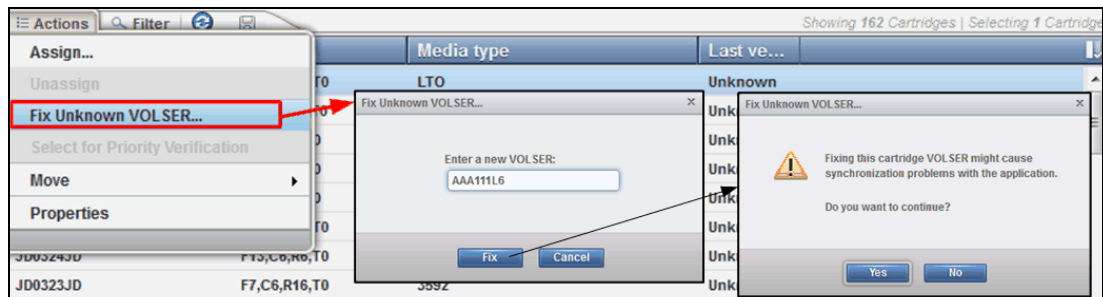 Actions Filter Showing 162 Cartridges | Selecting 1 Cartridge
Media type Last ve...
Assign...
Unassign T0 LTO Unknown
Fix Unknown VOLSER...
Select for Priority Verification
Move
Properties
Fix Unknown VOLSER... x
Enter a new VOLSER:
AAA111L6
Fix Cancel
Fix Unknown VOLSER... x
Fixing this cartridge VOLSER might cause
synchronization problems with the application.
Do you want to continue?
Yes No
JD0324JD F13,C6,R6,T0
JD0323JD F7,C6,R16,T0 3592